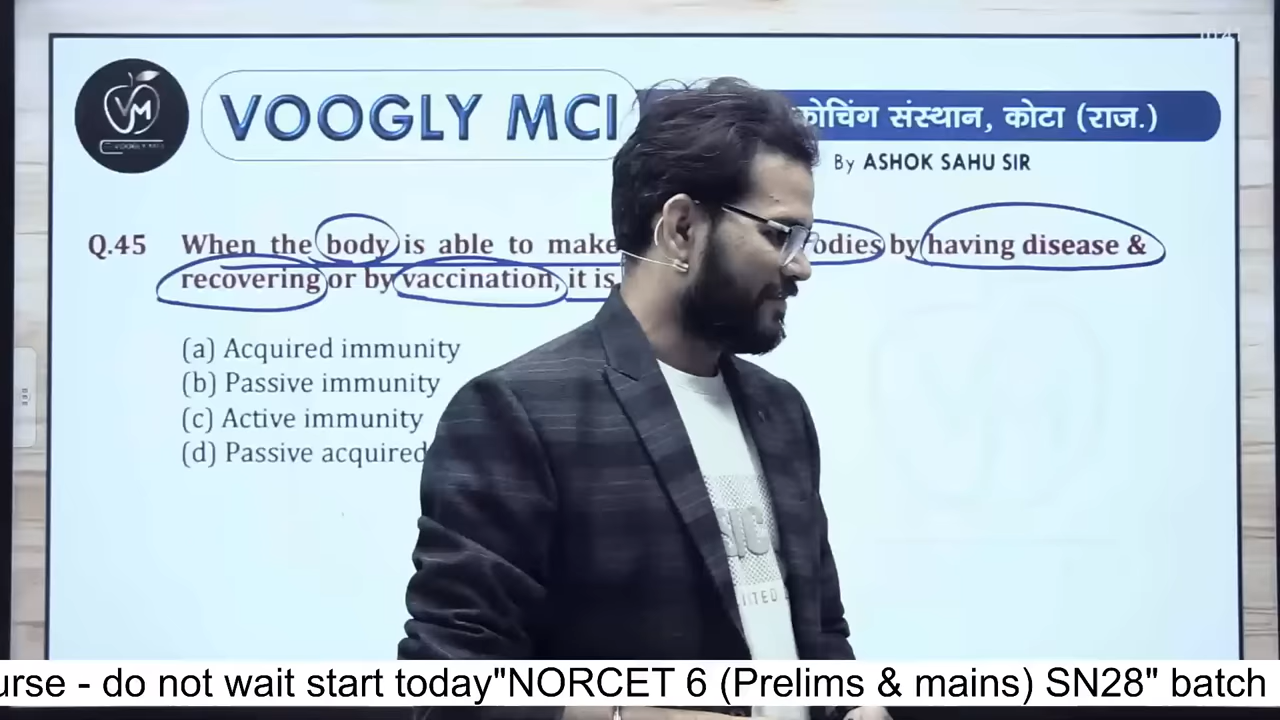 VOOGLY MCI
कोचिंग संस्थान, कोटा (राज.)
By ASHOK SAHU SIR
Q.45 When the body is able to make odies by having disease &
recovering or by vaccination, it is
(a) Acquired immunity
(b) Passive immunity
(c) Active immunity
(d) Passive acquired
urse - do not wait start today"NORCET 6 (Prelims & mains) SN28" batch